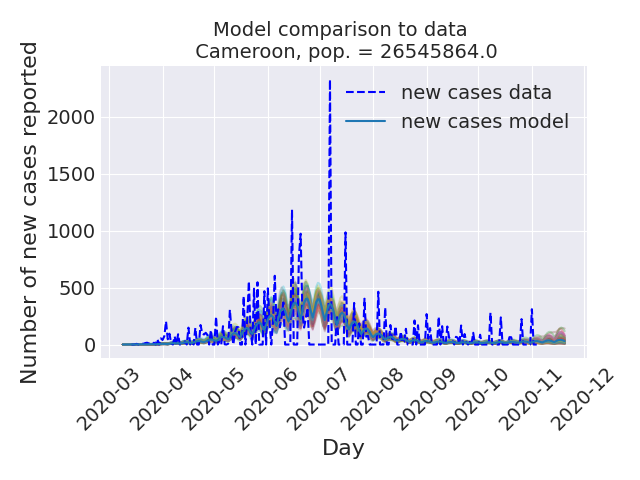 Model comparison to data
Cameroon, pop. = 26545864.0
Number of new cases reported
2000
1500
1000
500
0
new cases data
new cases model
2020-03
2020-04
2020-05
2020-06
2020-07
2020-08
2020-09
2020-10
2020-11
2020-12
Day